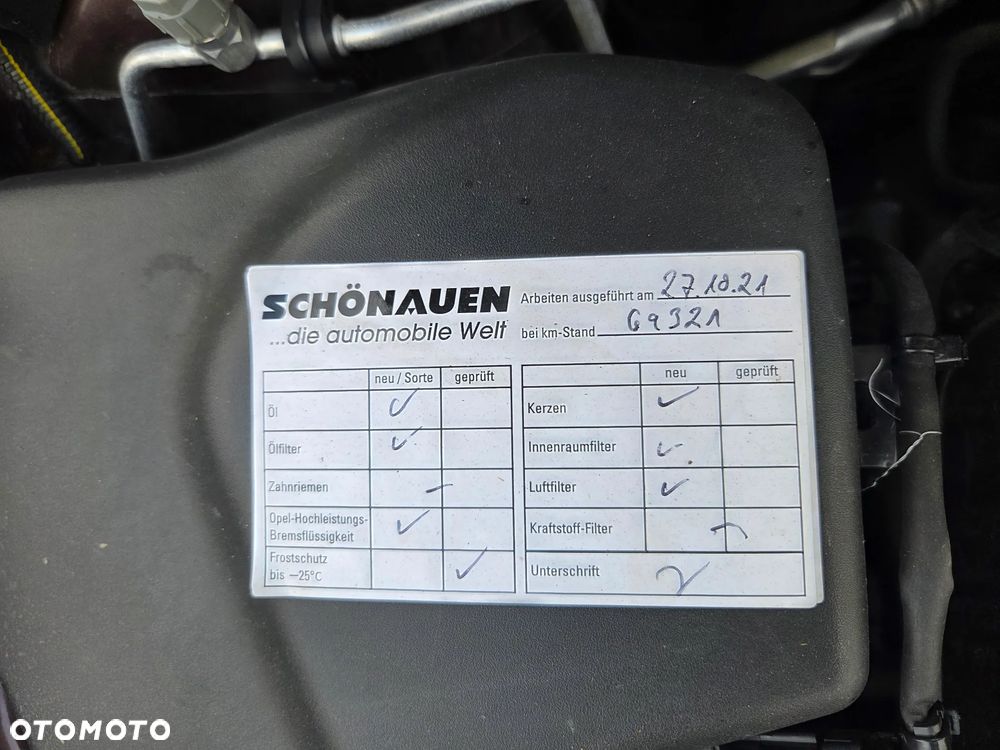 SCHÖNAUEN
...die automobile Welt
Arbeiten ausgeführt am 27.10.21
bei km-Stand 69321
neu / Sorte geprüft
Öl ✓
Ölfilter ✓
Zahnriemen –
Opel-Hochleistungs-
Bremsflüssigkeit ✓
Frostschutz
bis –25°C ✓
neu geprüft
Kerzen ✓
Innenraumfilter ✓
Luftfilter ✓
Kraftstoff-Filter
Unterschrift
OTOMOTO